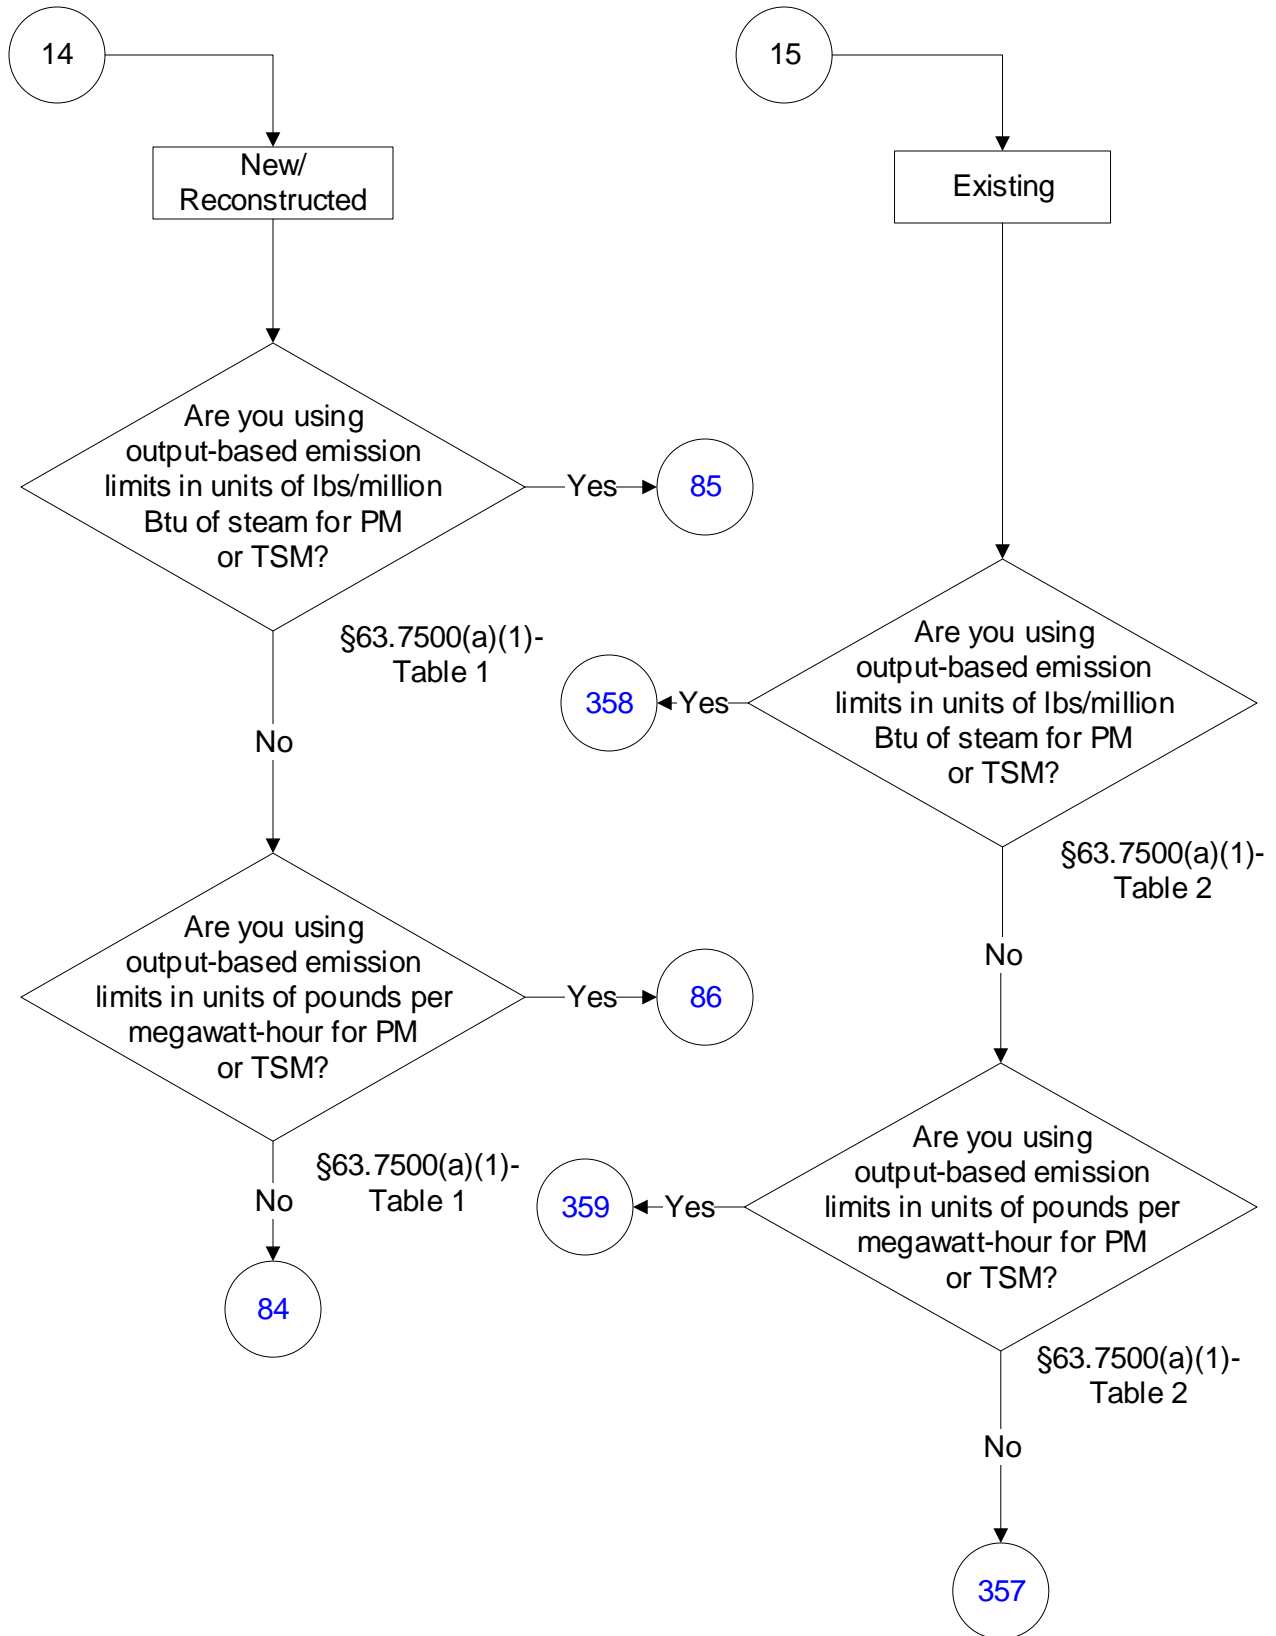 14
New/
Reconstructed
Are you using
output-based emission
limits in units of lbs/million
Btu of steam for PM
or TSM?
Yes
85
§63.7500(a)(1)-
Table 1
No
Are you using
output-based emission
limits in units of pounds per
megawatt-hour for PM
or TSM?
Yes
86
§63.7500(a)(1)-
Table 1
No
84
15
Existing
Are you using
output-based emission
limits in units of lbs/million
Btu of steam for PM
or TSM?
Yes
358
§63.7500(a)(1)-
Table 2
No
Are you using
output-based emission
limits in units of pounds per
megawatt-hour for PM
or TSM?
Yes
359
§63.7500(a)(1)-
Table 2
No
357